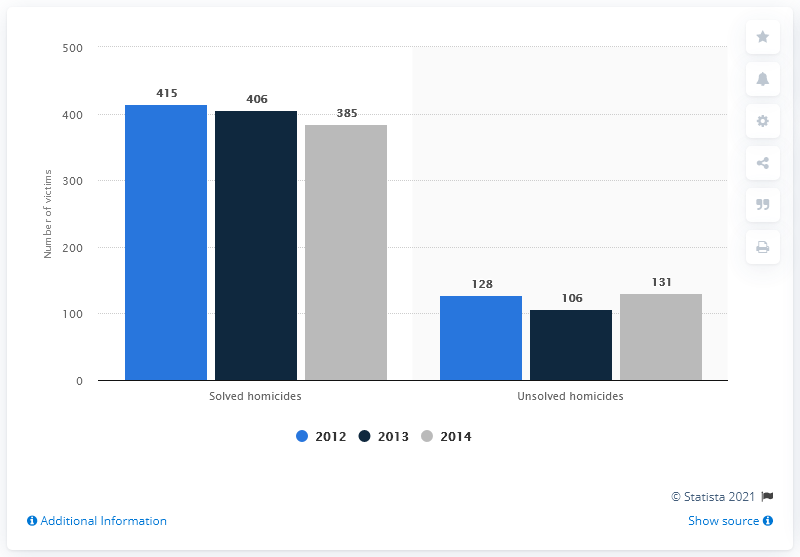 500
400
300
200
100
0
Number of victims
415
406
385
128
106
131
Solved homicides
Unsolved homicides
2012
2013
2014
© Statista 2021
Additional Information
Show source